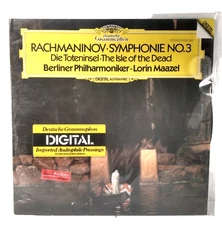 Deutsche
Grammophon
RACHMANINOV·SYMPHONIE NO.3
Die Toteninsel·The Isle of the Dead
Berliner Philharmoniker·Lorin Maazel
DIGITAL
Deutsche Grammophon
DIGITAL
Imported Audiophile Pressings